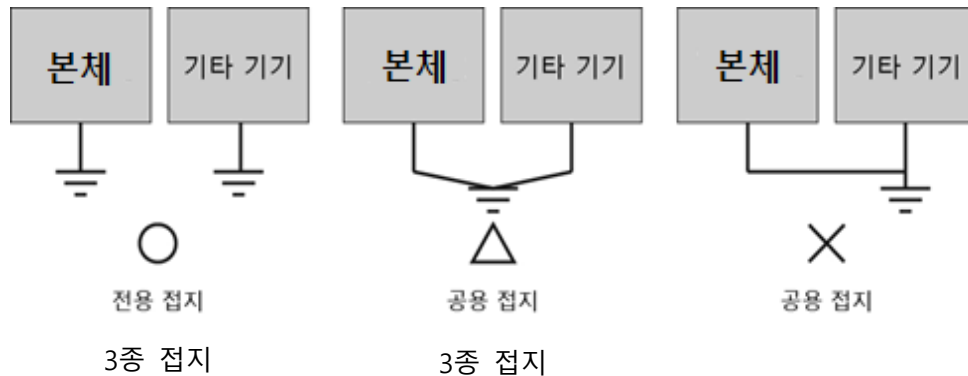 본체 기타 기기 본체 기타 기기 본체 기타 기기
전용 접지 공용 접지 공용 접지
3종 접지 3종 접지